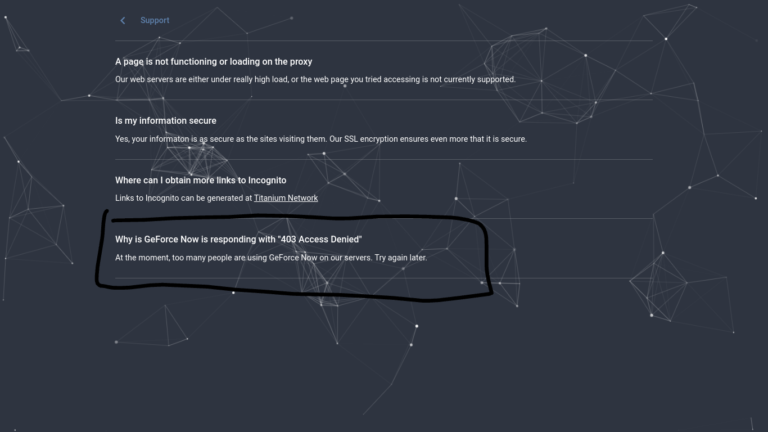 Support
A page is not functioning or loading on the proxy
Our web servers are either under really high load, or the web page you tried accessing is not currently supported.
Is my information secure
Yes, your informaton is as secure as the sites visiting them. Our SSL encryption ensures even more that it is secure.
Where can I obtain more links to Incognito
Links to Incognito can be generated at Titanium Network
Why is GeForce Now is responding with "403 Access Denied"
At the moment, too many people are using GeForce Now on our servers. Try again later.